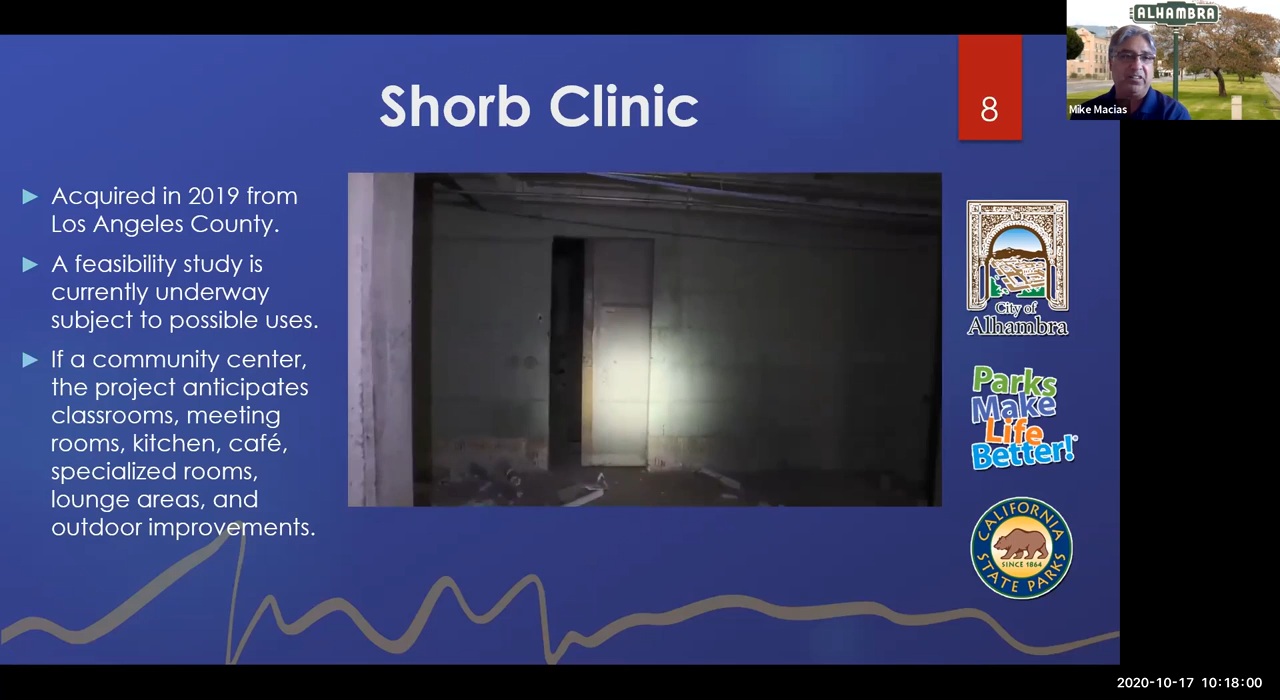 ALHAMBRA
Mike Macias
Shorb Clinic
8
Acquired in 2019 from
Los Angeles County.
A feasibility study is
currently underway
subject to possible uses.
If a community center,
the project anticipates
classrooms, meeting
rooms, kitchen, café,
specialized rooms,
lounge areas, and
outdoor improvements.
City of
Alhambra
Parks
Make
Life
Better!®
CALIFORNIA
SINCE 1864
STATE PARKS
2020-10-17 10:18:00